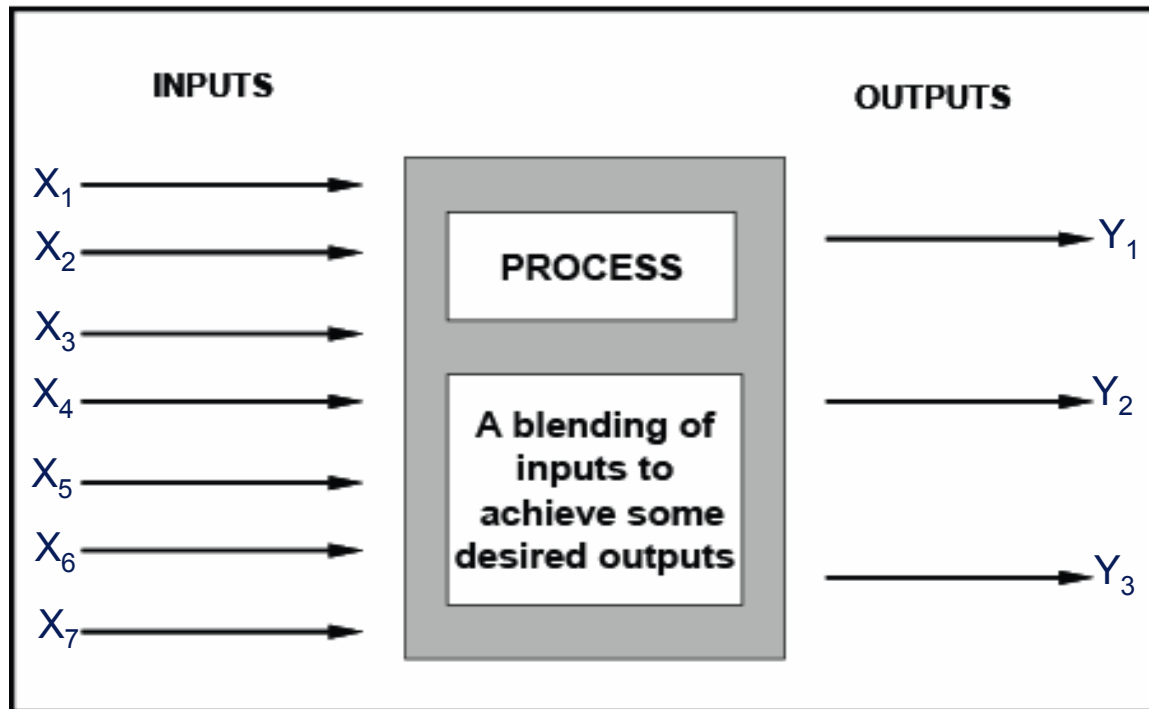 INPUTS
OUTPUTS
X₁
X₂
X₃
X₄
X₅
X₆
X₇
PROCESS
A blending of
inputs to
achieve some
desired outputs
Y₁
Y₂
Y₃